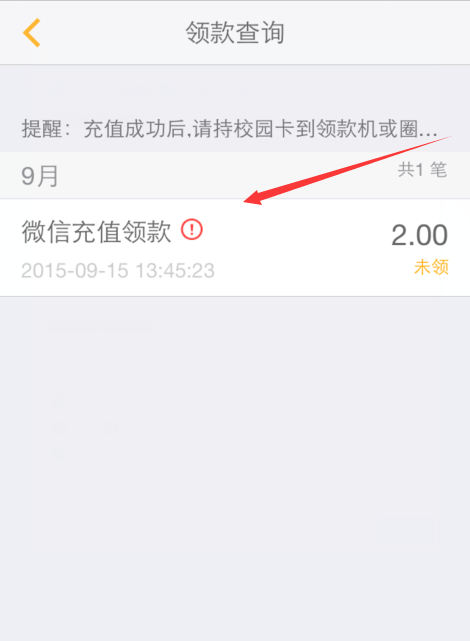 领款查询
提醒：充值成功后,请持校园卡到领款机或圈...
9月
共1 笔
微信充值领款
2.00
2015-09-15 13:45:23
未领